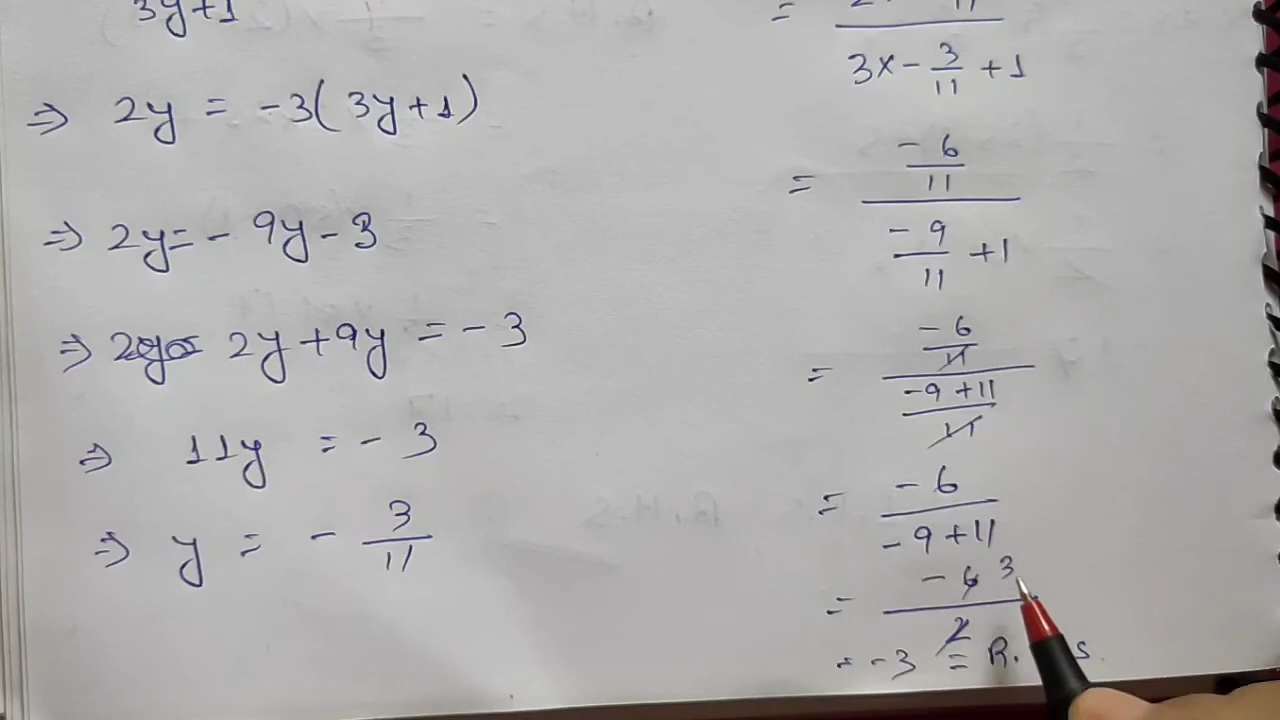 3y+1
⇒ 2y = -3(3y+1)
⇒ 2y = - 9y - 3
⇒ 2y + 9y = - 3
⇒ 11y = - 3
⇒ y = - 3/11
=
3x - 3/11 + 1
= (-6/11)/(-9/11 + 1)
= (-6/11)/((-9+11)/11)
= -6/(-9+11)
= -6 3/2
= -3 = R. S.